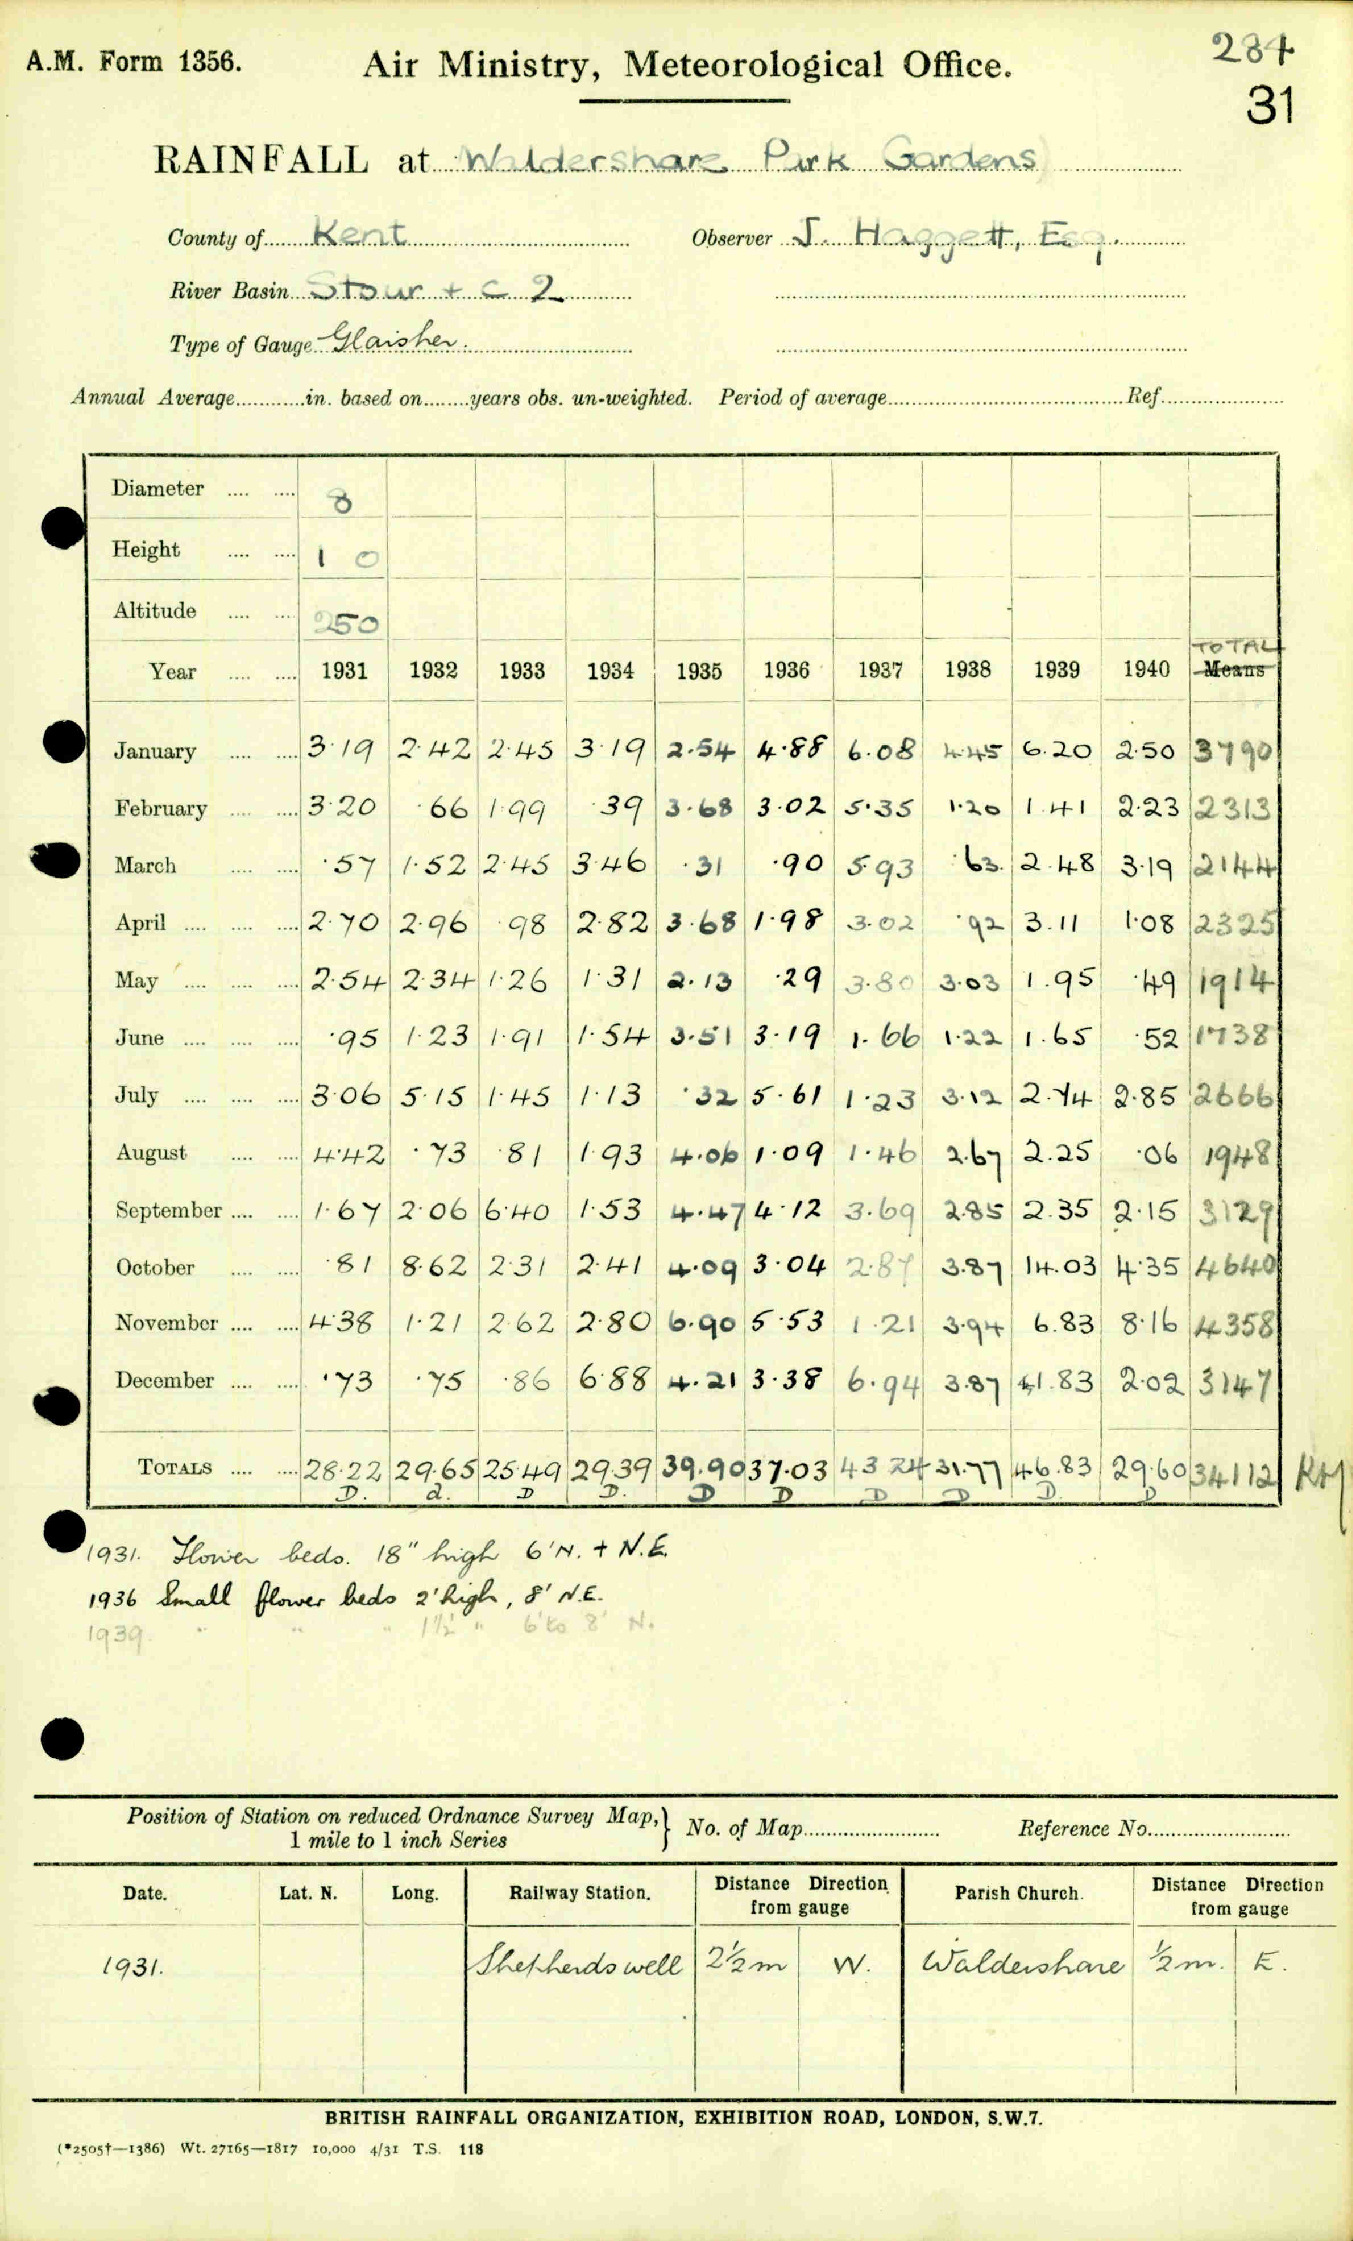 A.M. Form 1356.
Air Ministry, Meteorological Office.
284
31
RAINFALL at Waldershare Park Gardens
County of Kent Observer J. Haggett, Esq.
River Basin Stour + C 2
Type of Gauge Glaisher.
Annual Average in. based on years obs. un-weighted. Period of average Ref.
Diameter 8
Height 1 0
Altitude 250
Year 1931 1932 1933 1934 1935 1936 1937 1938 1939 1940 TOTAL Means
January 3·19 2·42 2·45 3·19 2·54 4·88 6·08 4·45 6.20 2·50 3790
February 3·20 ·66 1·99 ·39 3·68 3·02 5·35 1·20 1.41 2·23 2313
March ·57 1·52 2·45 3·46 ·31 ·90 5·93 ·63 2.48 3·19 2144
April 2·70 2·96 ·98 2·82 3·68 1·98 3·02 ·92 3.11 1·08 2325
May 2·54 2·34 1·26 1·31 2·13 ·29 3·80 3·03 1.95 ·49 1914
June ·95 1·23 1·91 1·54 3·51 3·19 1·66 1·22 1.65 ·52 1738
July 3·06 5·15 1·45 1·13 ·32 5·61 1·23 3·12 2.74 2·85 2666
August 4·42 ·73 ·81 1·93 4·06 1·09 1·46 2·67 2.25 ·06 1948
September 1·67 2·06 6·40 1·53 4·47 4·12 3·69 2·85 2.35 2·15 3129
October ·81 8·62 2·31 2·41 4·09 3·04 2·87 3·87 14.03 4·35 4640
November 4·38 1·21 2·62 2·80 6·90 5·53 1·21 3·94 6.83 8·16 4358
December ·73 ·75 ·86 6·88 4·21 3·38 6·94 3·87 1.83 2·02 3147
TOTALS 28·22 29·65 25·49 29·39 39·90 37·03 43·24 31·77 46.83 29·60 34112
D. d. D D. D D D D D. D
1931. Flower beds. 18" high 6' N. + N.E.
1936 Small flower beds 2' high, 8' N.E.
1939. " " " 1½ " 6' to 8' N.
Position of Station on reduced Ordnance Survey Map, 1 mile to 1 inch Series } No. of Map Reference No.
Date. Lat. N. Long. Railway Station. Distance Direction from gauge Parish Church. Distance Direction from gauge
1931. Shepherdswell 2½ m W. Waldershare ½ m. E.
BRITISH RAINFALL ORGANIZATION, EXHIBITION ROAD, LONDON, S.W.7.
(*2505†—1386) Wt. 27165—1817 10,000 4/31 T.S. 118